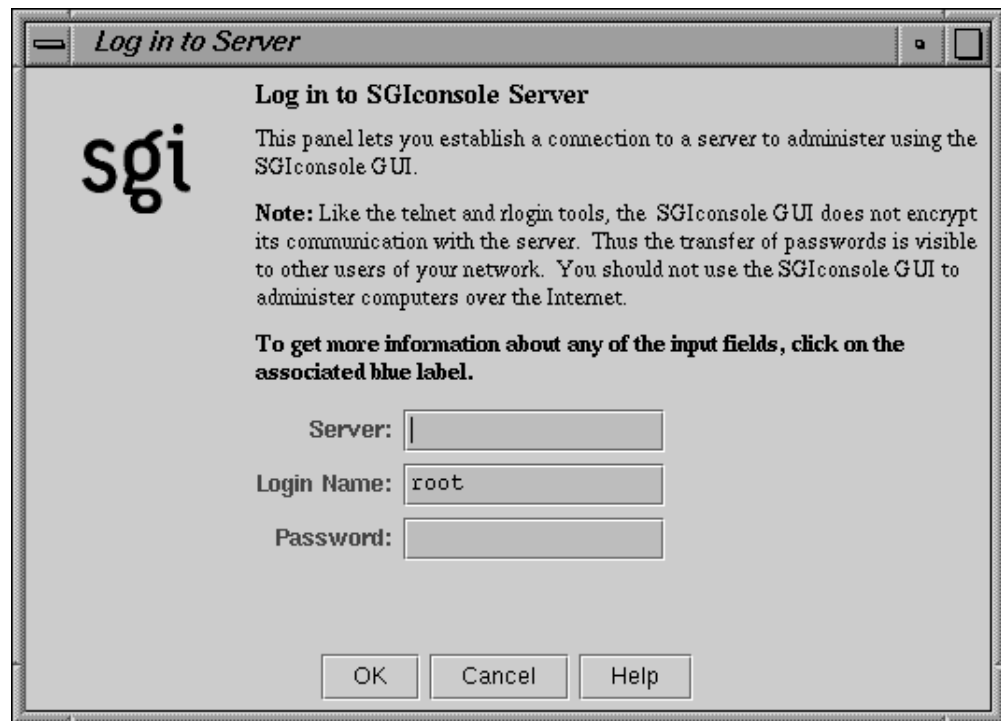 Log in to Server
sgi
Log in to SGIconsole Server
This panel lets you establish a connection to a server to administer using the
SGIconsole GUI.
Note: Like the telnet and rlogin tools, the SGIconsole GUI does not encrypt
its communication with the server. Thus the transfer of passwords is visible
to other users of your network. You should not use the SGIconsole GUI to
administer computers over the Internet.
To get more information about any of the input fields, click on the
associated blue label.
Server:
Login Name: root
Password:
OK Cancel Help